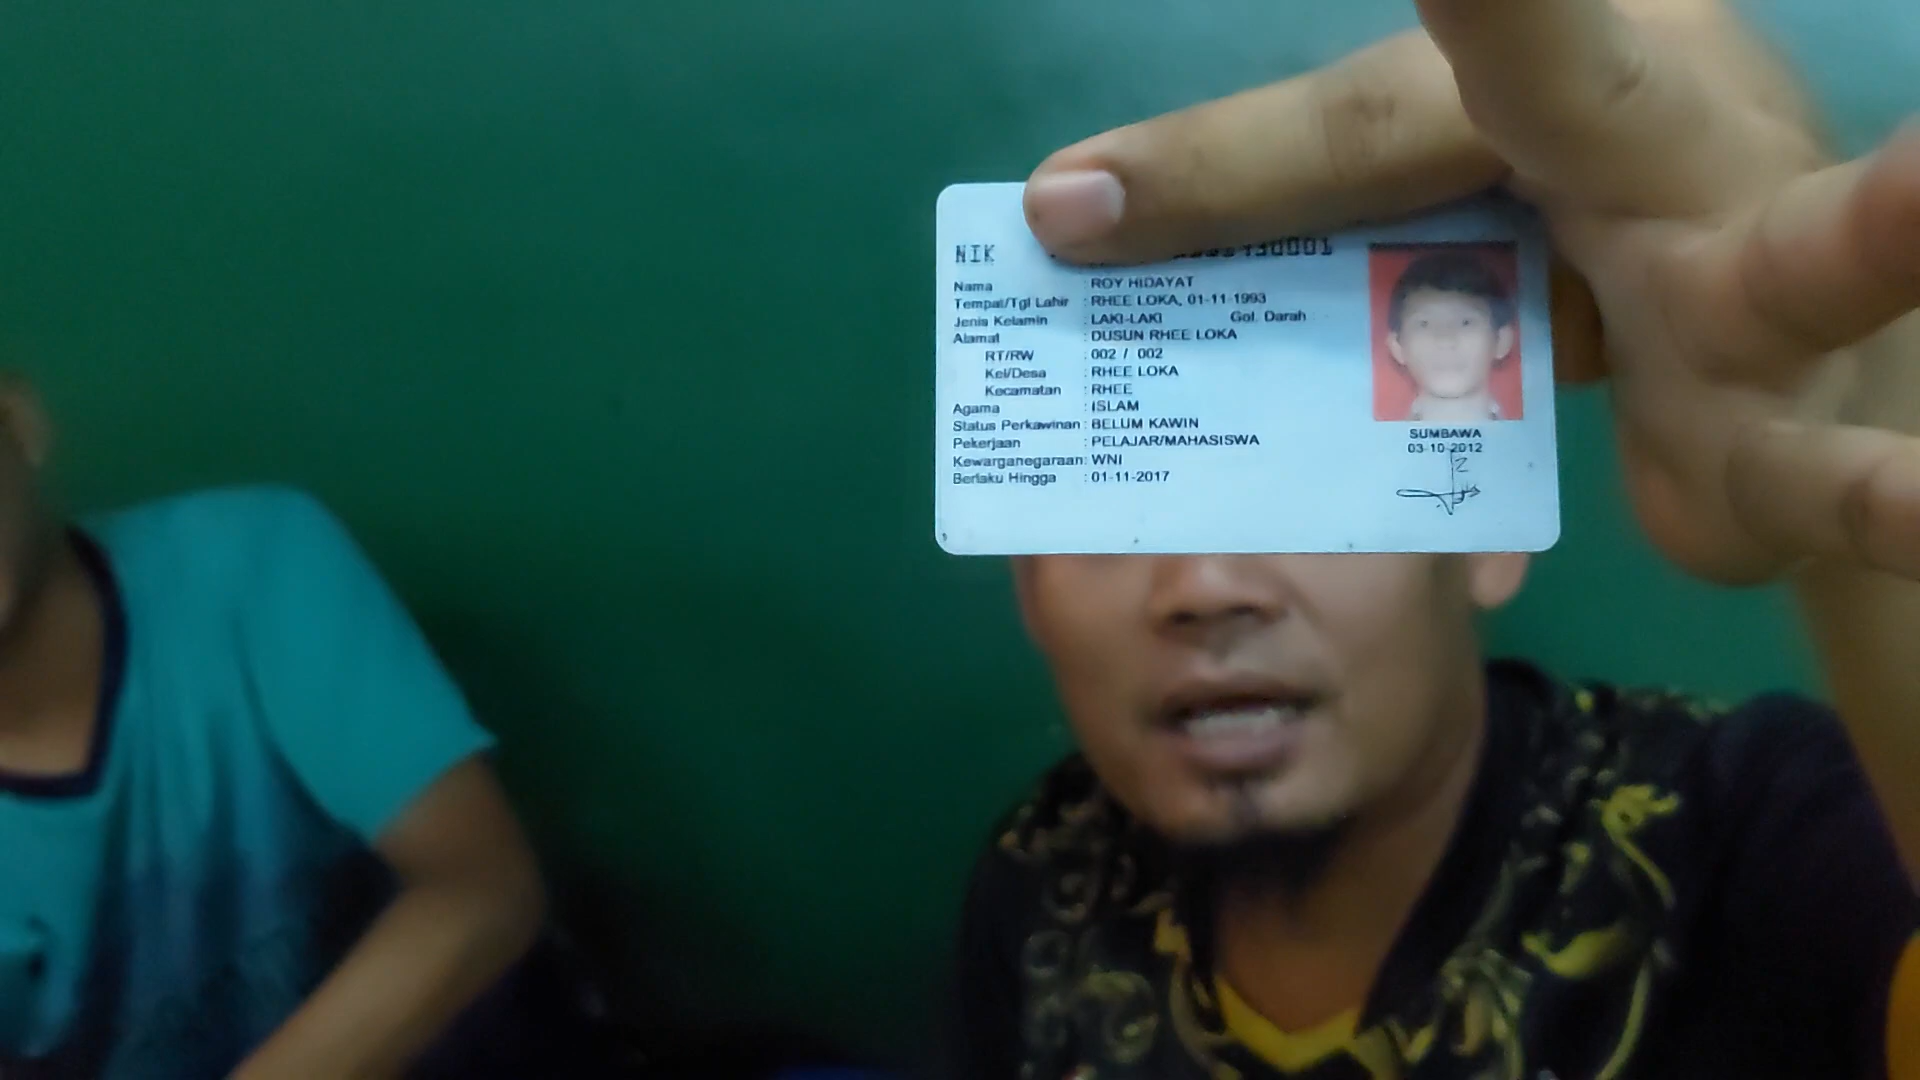 NIK
Nama : ROY HIDAYAT
Tempat/Tgl Lahir : RHEE LOKA, 01-11-1993
Jenis Kelamin : LAKI-LAKI Gol. Darah
Alamat : DUSUN RHEE LOKA
RT/RW : 002 / 002
Kel/Desa : RHEE LOKA
Kecamatan : RHEE
Agama : ISLAM
Status Perkawinan : BELUM KAWIN
Pekerjaan : PELAJAR/MAHASISWA
Kewarganegaraan: WNI
Berlaku Hingga : 01-11-2017
SUMBAWA
03-10-2012